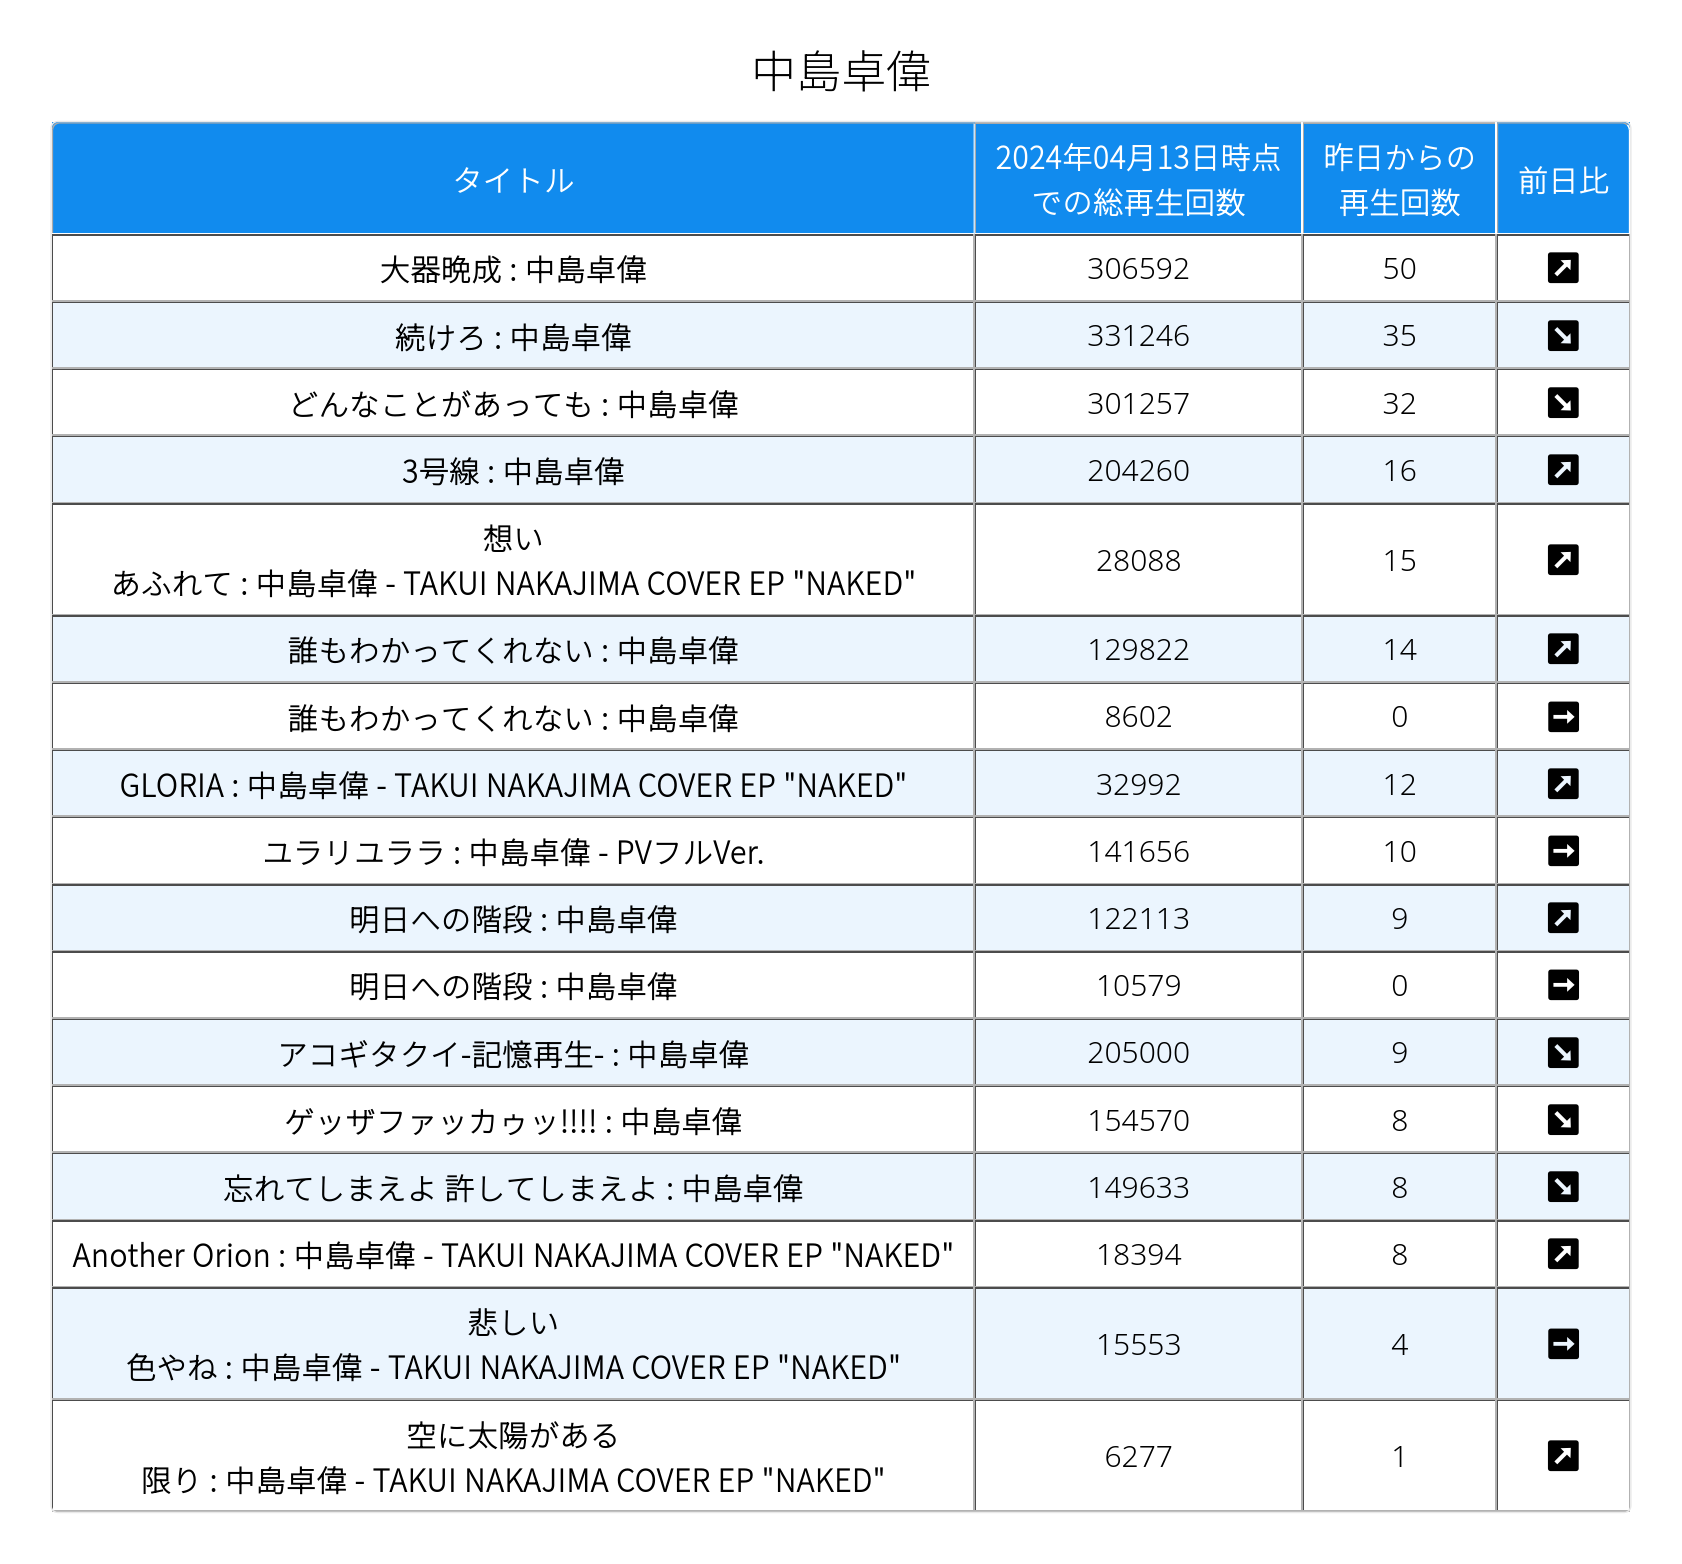 中島卓偉
タイトル
2024年04月13日時点
での総再生回数
昨日からの
再生回数
前日比
大器晩成 : 中島卓偉 306592 50
続けろ : 中島卓偉 331246 35
どんなことがあっても : 中島卓偉 301257 32
3号線 : 中島卓偉 204260 16
想い
あふれて : 中島卓偉 - TAKUI NAKAJIMA COVER EP "NAKED" 28088 15
誰もわかってくれない : 中島卓偉 129822 14
誰もわかってくれない : 中島卓偉 8602 0
GLORIA : 中島卓偉 - TAKUI NAKAJIMA COVER EP "NAKED" 32992 12
ユラリユララ : 中島卓偉 - PVフルVer. 141656 10
明日への階段 : 中島卓偉 122113 9
明日への階段 : 中島卓偉 10579 0
アコギタクイ-記憶再生- : 中島卓偉 205000 9
ゲッザファッカゥッ!!!! : 中島卓偉 154570 8
忘れてしまえよ 許してしまえよ : 中島卓偉 149633 8
Another Orion : 中島卓偉 - TAKUI NAKAJIMA COVER EP "NAKED" 18394 8
悲しい
色やね : 中島卓偉 - TAKUI NAKAJIMA COVER EP "NAKED" 15553 4
空に太陽がある
限り : 中島卓偉 - TAKUI NAKAJIMA COVER EP "NAKED" 6277 1